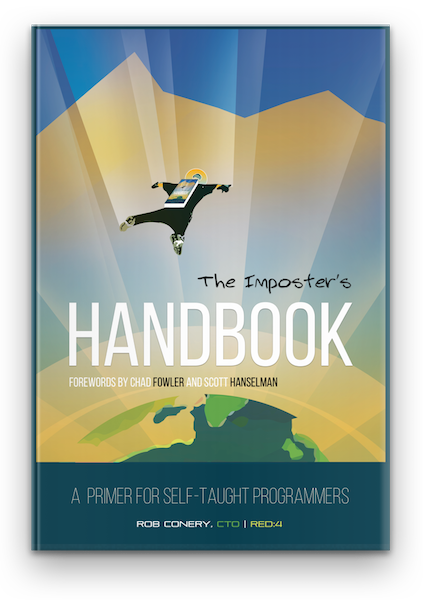 The Imposter's
HANDBOOK
FOREWORDS BY CHAD FOWLER AND SCOTT HANSELMAN
A PRIMER FOR SELF-TAUGHT PROGRAMMERS
ROB CONERY, CTO | RED:4